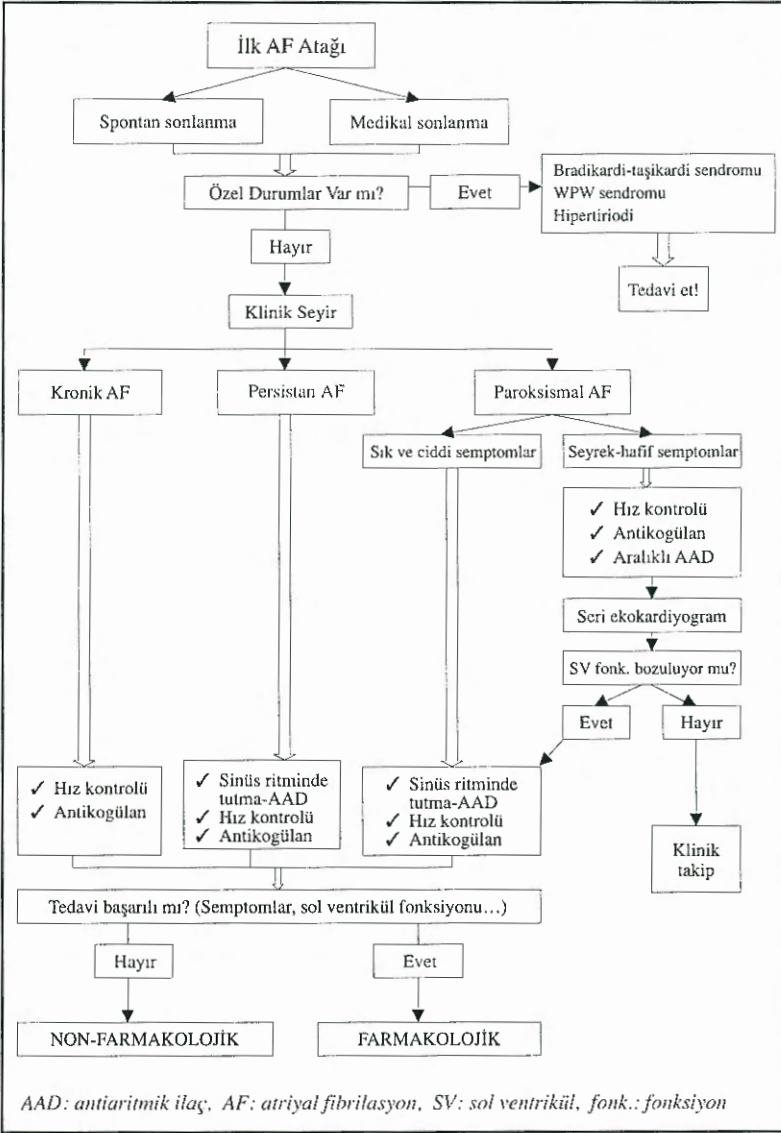 İlk AF Atağı
Spontan sonlanma
Medikal sonlanma
Özel Durumlar Var mı?
Evet
Bradikardi-taşikardi sendromu
WPW sendromu
Hipertiriodi
Hayır
Tedavi et!
Klinik Seyir
Kronik AF
Persistan AF
Paroksismal AF
Sık ve ciddi semptomlar
Seyrek-hafif semptomlar
✓ Hız kontrolü
✓ Antikogülan
✓ Aralıklı AAD
Seri ekokardiyogram
SV fonk. bozuluyor mu?
Evet
Hayır
✓ Hız kontrolü
✓ Antikogülan
✓ Sinüs ritminde
tutma-AAD
✓ Hız kontrolü
✓ Antikogülan
✓ Sinüs ritminde
tutma-AAD
✓ Hız kontrolü
✓ Antikogülan
Klinik
takip
Tedavi başarılı mı? (Semptomlar, sol ventrikül fonksiyonu...)
Hayır
Evet
NON-FARMAKOLOJİK
FARMAKOLOJİK
AAD: antiaritmik ilaç, AF: atriyal fibrilasyon, SV: sol ventrikül, fonk.: fonksiyon